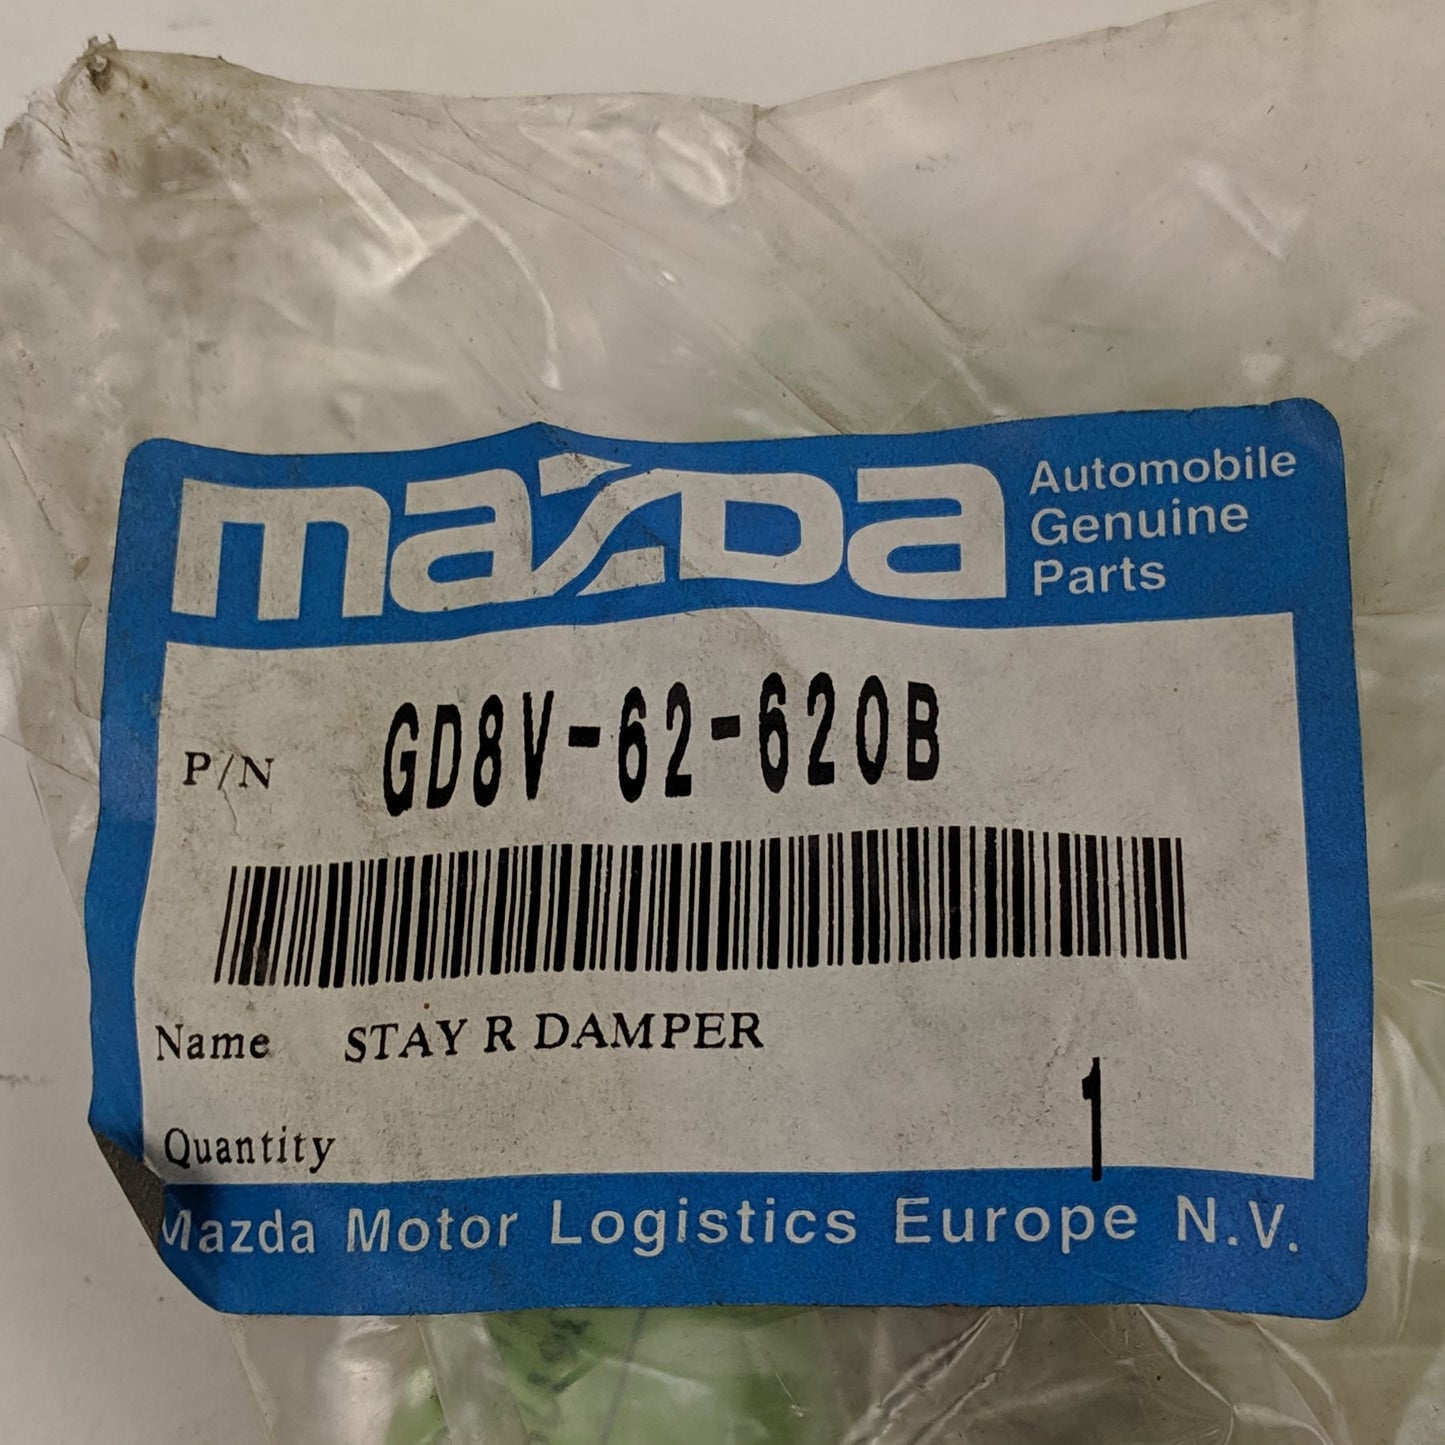 mazda
Automobile
Genuine
Parts
P/N GD8V-62-620B
Name STAY R DAMPER
Quantity 1
Mazda Motor Logistics Europe N.V.